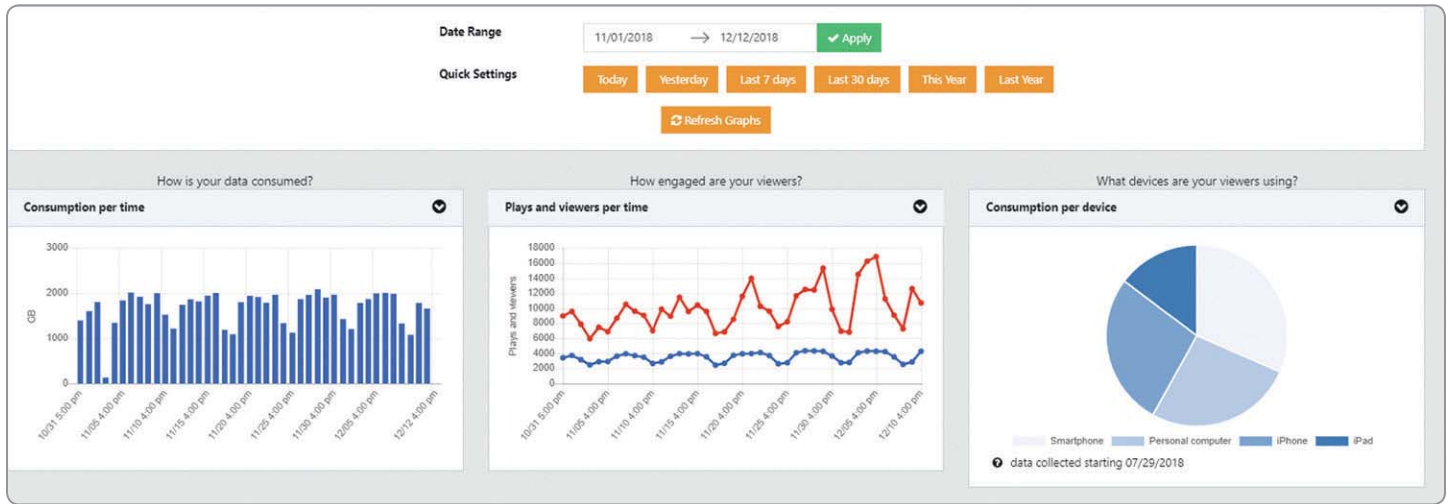 Date Range
11/01/2018 → 12/12/2018 Apply
Quick Settings
Today Yesterday Last 7 days Last 30 days This Year Last Year
Refresh Graphs
How is your data consumed?
Consumption per time
3000
2000
1000
0
GB
10/31 5:00 pm 11/05 4:00 pm 11/10 4:00 pm 11/15 4:00 pm 11/20 4:00 pm 11/25 4:00 pm 11/30 4:00 pm 12/05 4:00 pm 12/12 4:00 pm
How engaged are your viewers?
Plays and viewers per time
18000
16000
14000
12000
10000
8000
6000
4000
2000
0
Plays and viewers
10/31 5:00 pm 11/05 4:00 pm 11/10 4:00 pm 11/15 4:00 pm 11/20 4:00 pm 11/25 4:00 pm 11/30 4:00 pm 12/05 4:00 pm 12/10 4:00 pm
What devices are your viewers using?
Consumption per device
Smartphone Personal computer iPhone iPad
data collected starting 07/29/2018